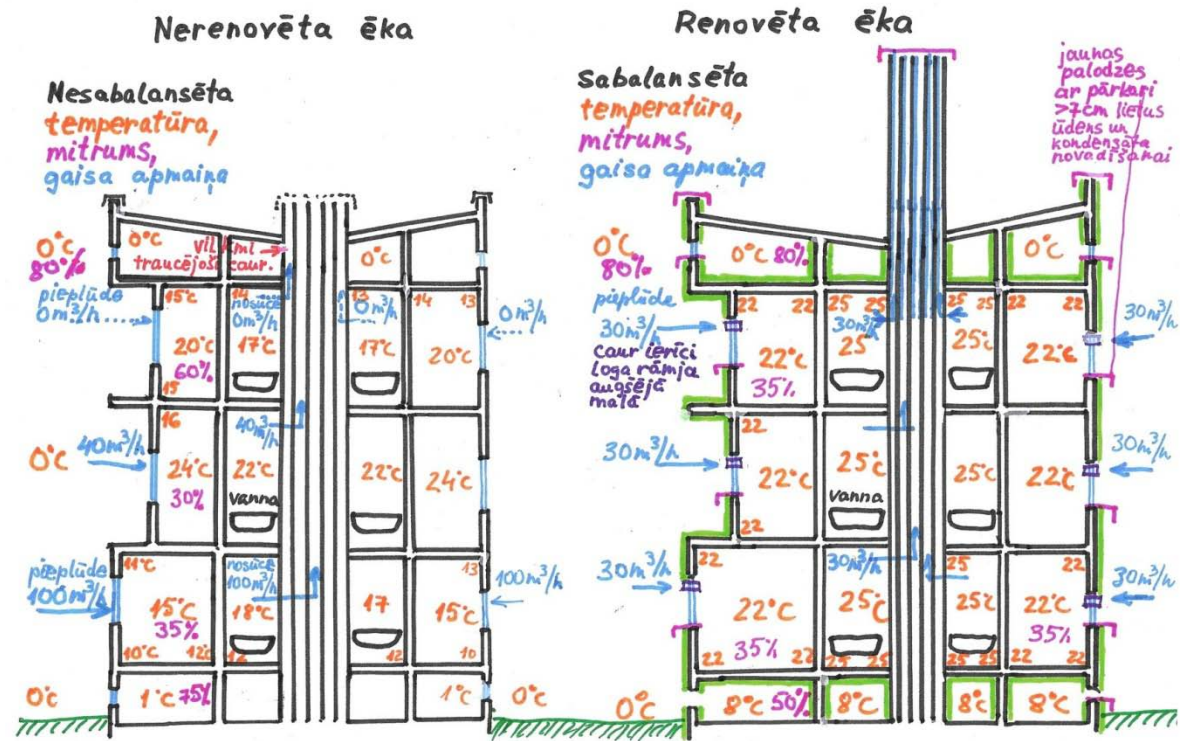 Nerenovēta ēka
Nesabalansēta
temperatūra,
mitrums,
gaisa apmaiņa
0°C
80%
0°C
vilkmi
traucējoši caur.
0°C
pieplūde
0m³/h
15°C
14
nosūce
0m³/h
13
0m³/h
14
13
0m³/h
20°C
60%
17°C
17°C
20°C
15
16
40m³/h
0°C
40m³/h
24°C
30%
22°C
vanna
22°C
24°C
pieplūde
100m³/h
11°C
nosūce
100m³/h
13
100m³/h
15°C
35%
18°C
17
15°C
10°C
12°C
12
12
10
0°C
1°C
75%
1°C
0°C
Renovēta ēka
Sabalansēta
temperatūra,
mitrums,
gaisa apmaiņa
jaunas
palodzes
ar pārkari
>7cm lietus
ūdens un
kondensāta
novadīšanai
0°C
80%
0°C
80%
0°C
pieplūde
30m³/h
caur ierīci
loga rāmja
augšējā
malā
22
22
25
25
25
25
22
22
30m³/h
30m³/h
22°C
35%
25
25°C
22°C
22
30m³/h
22°C
25°C
vanna
25°C
22°C
30m³/h
22
30m³/h
22
30m³/h
25
22
30m³/h
22°C
35%
25°C
25°C
22°C
35%
22
22
25
25
25
25
22
22
0°C
8°C
50%
8°C
8°C
8°C